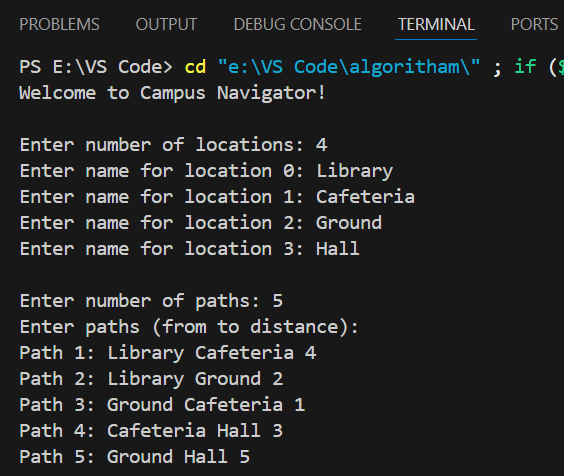 PROBLEMS OUTPUT DEBUG CONSOLE TERMINAL PORTS
PS E:\VS Code> cd "e:\VS Code\algoritham\" ; if ($
Welcome to Campus Navigator!
Enter number of locations: 4
Enter name for location 0: Library
Enter name for location 1: Cafeteria
Enter name for location 2: Ground
Enter name for location 3: Hall
Enter number of paths: 5
Enter paths (from to distance):
Path 1: Library Cafeteria 4
Path 2: Library Ground 2
Path 3: Ground Cafeteria 1
Path 4: Cafeteria Hall 3
Path 5: Ground Hall 5